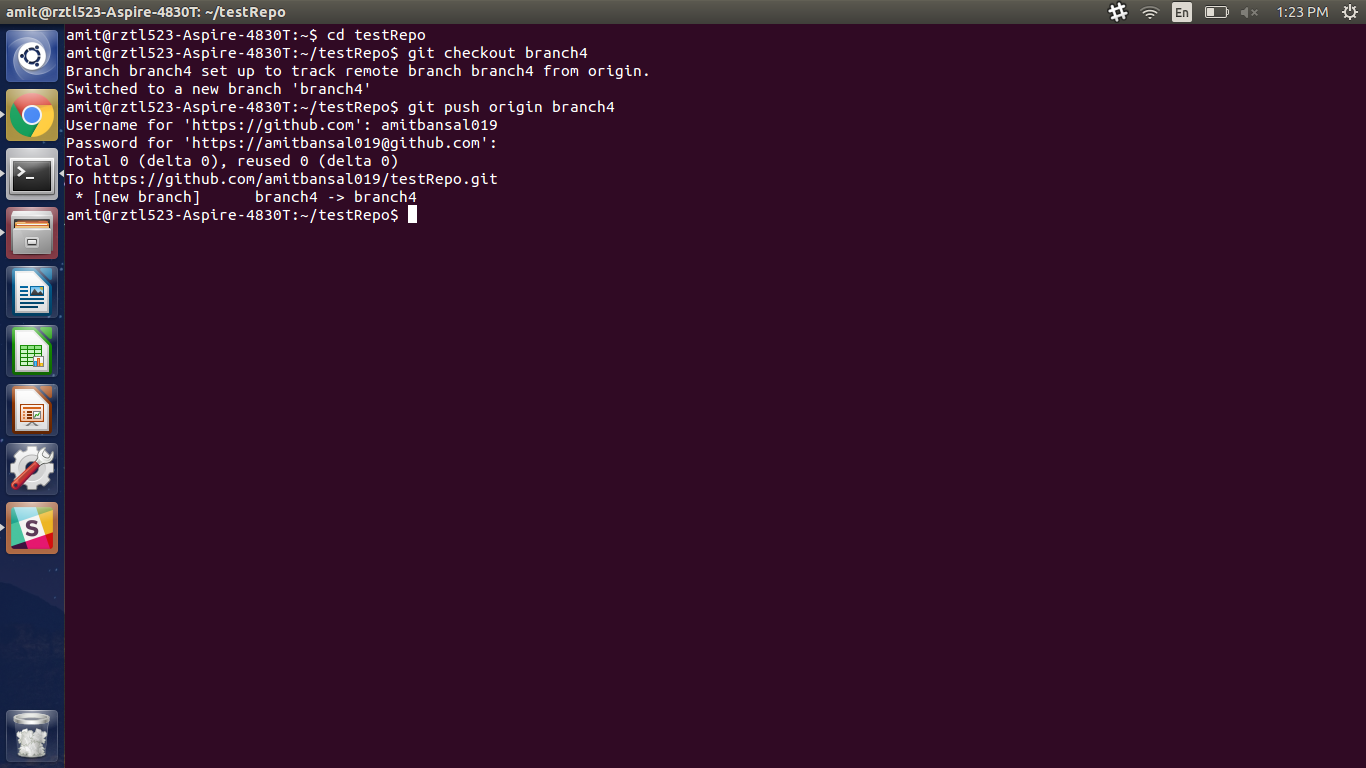 amit@rztl523-Aspire-4830T: ~/testRepo
En
1:23 PM
amit@rztl523-Aspire-4830T:~$ cd testRepo
amit@rztl523-Aspire-4830T:~/testRepo$ git checkout branch4
Branch branch4 set up to track remote branch branch4 from origin.
Switched to a new branch 'branch4'
amit@rztl523-Aspire-4830T:~/testRepo$ git push origin branch4
Username for 'https://github.com': amitbansal019
Password for 'https://amitbansal019@github.com':
Total 0 (delta 0), reused 0 (delta 0)
To https://github.com/amitbansal019/testRepo.git
 * [new branch]      branch4 -> branch4
amit@rztl523-Aspire-4830T:~/testRepo$
>_
S